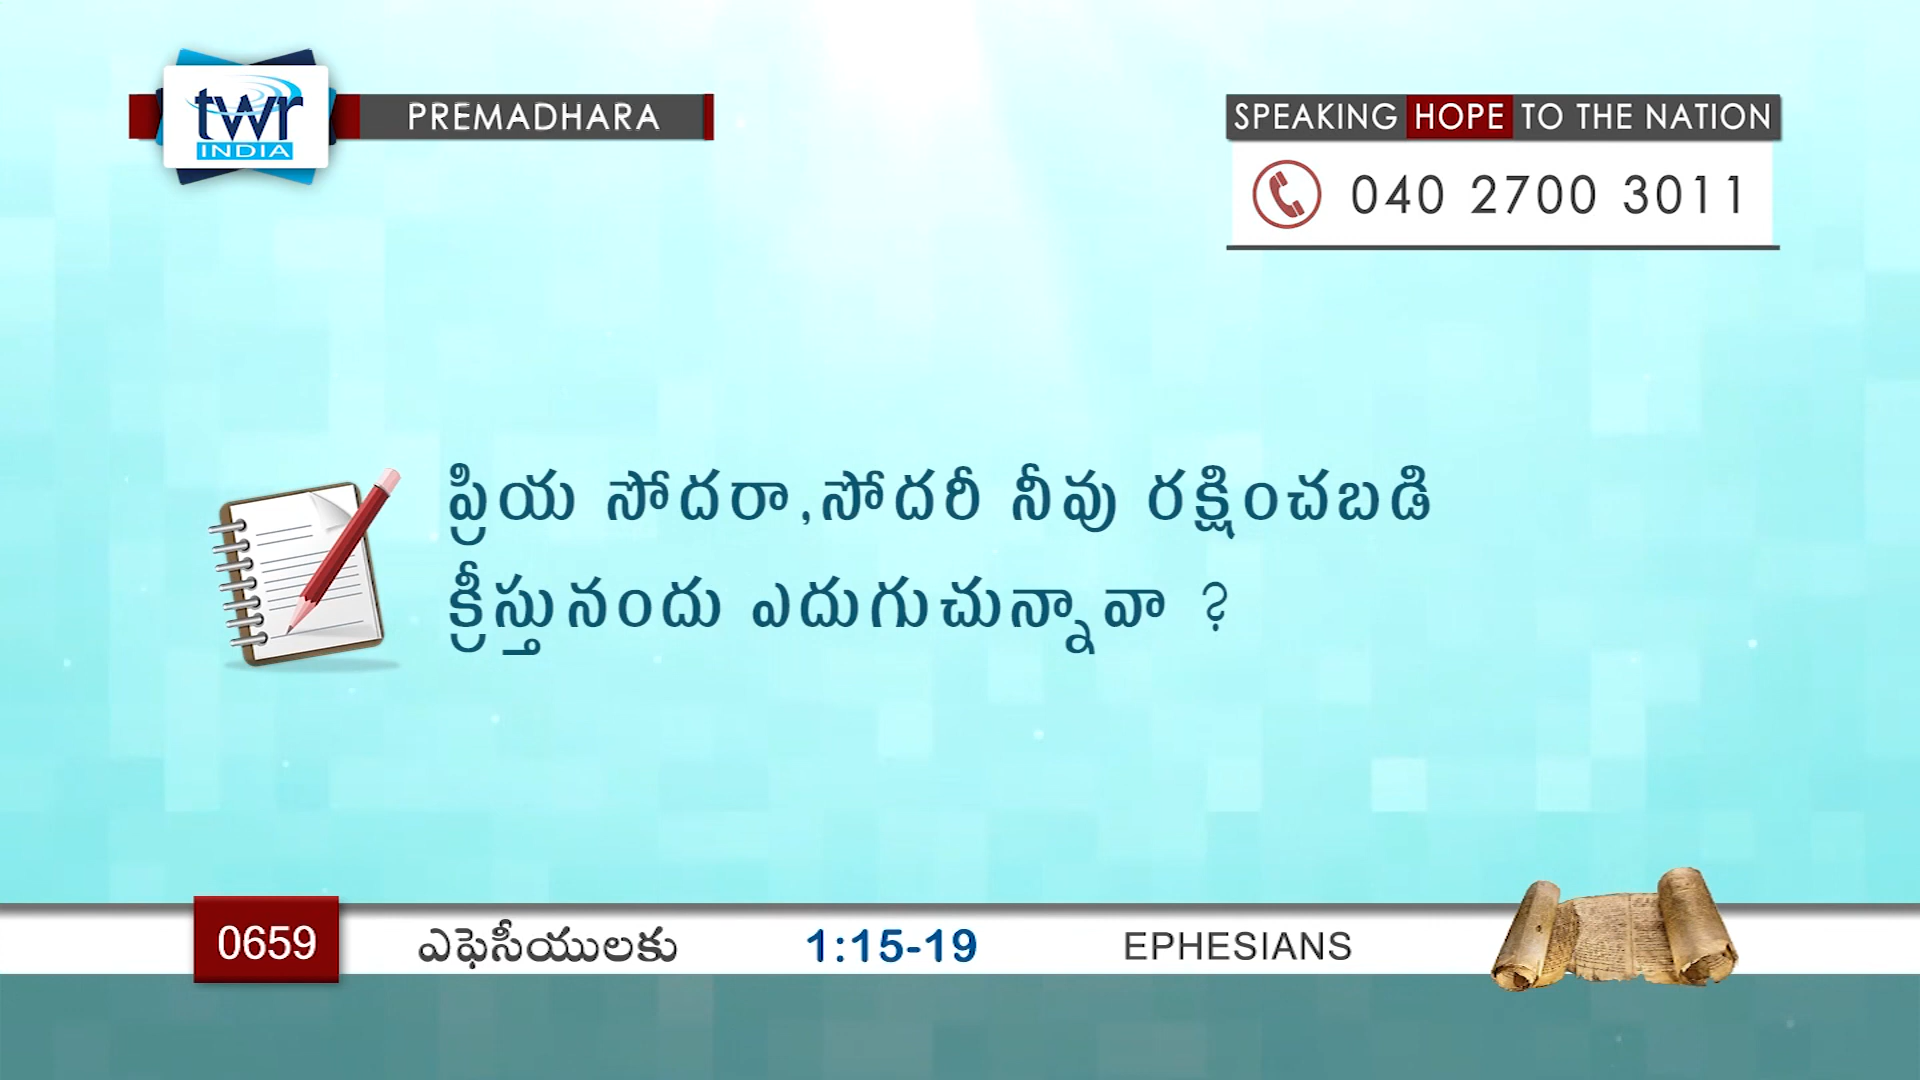 twr
INDIA
PREMADHARA
SPEAKING HOPE TO THE NATION
040 2700 3011
ప్రియ సోదరా,సోదరీ నీవు రక్షించబడి
క్రీస్తునందు ఎదుగుచున్నావా ?
0659 ఎఫెసీయులకు 1:15-19 EPHESIANS